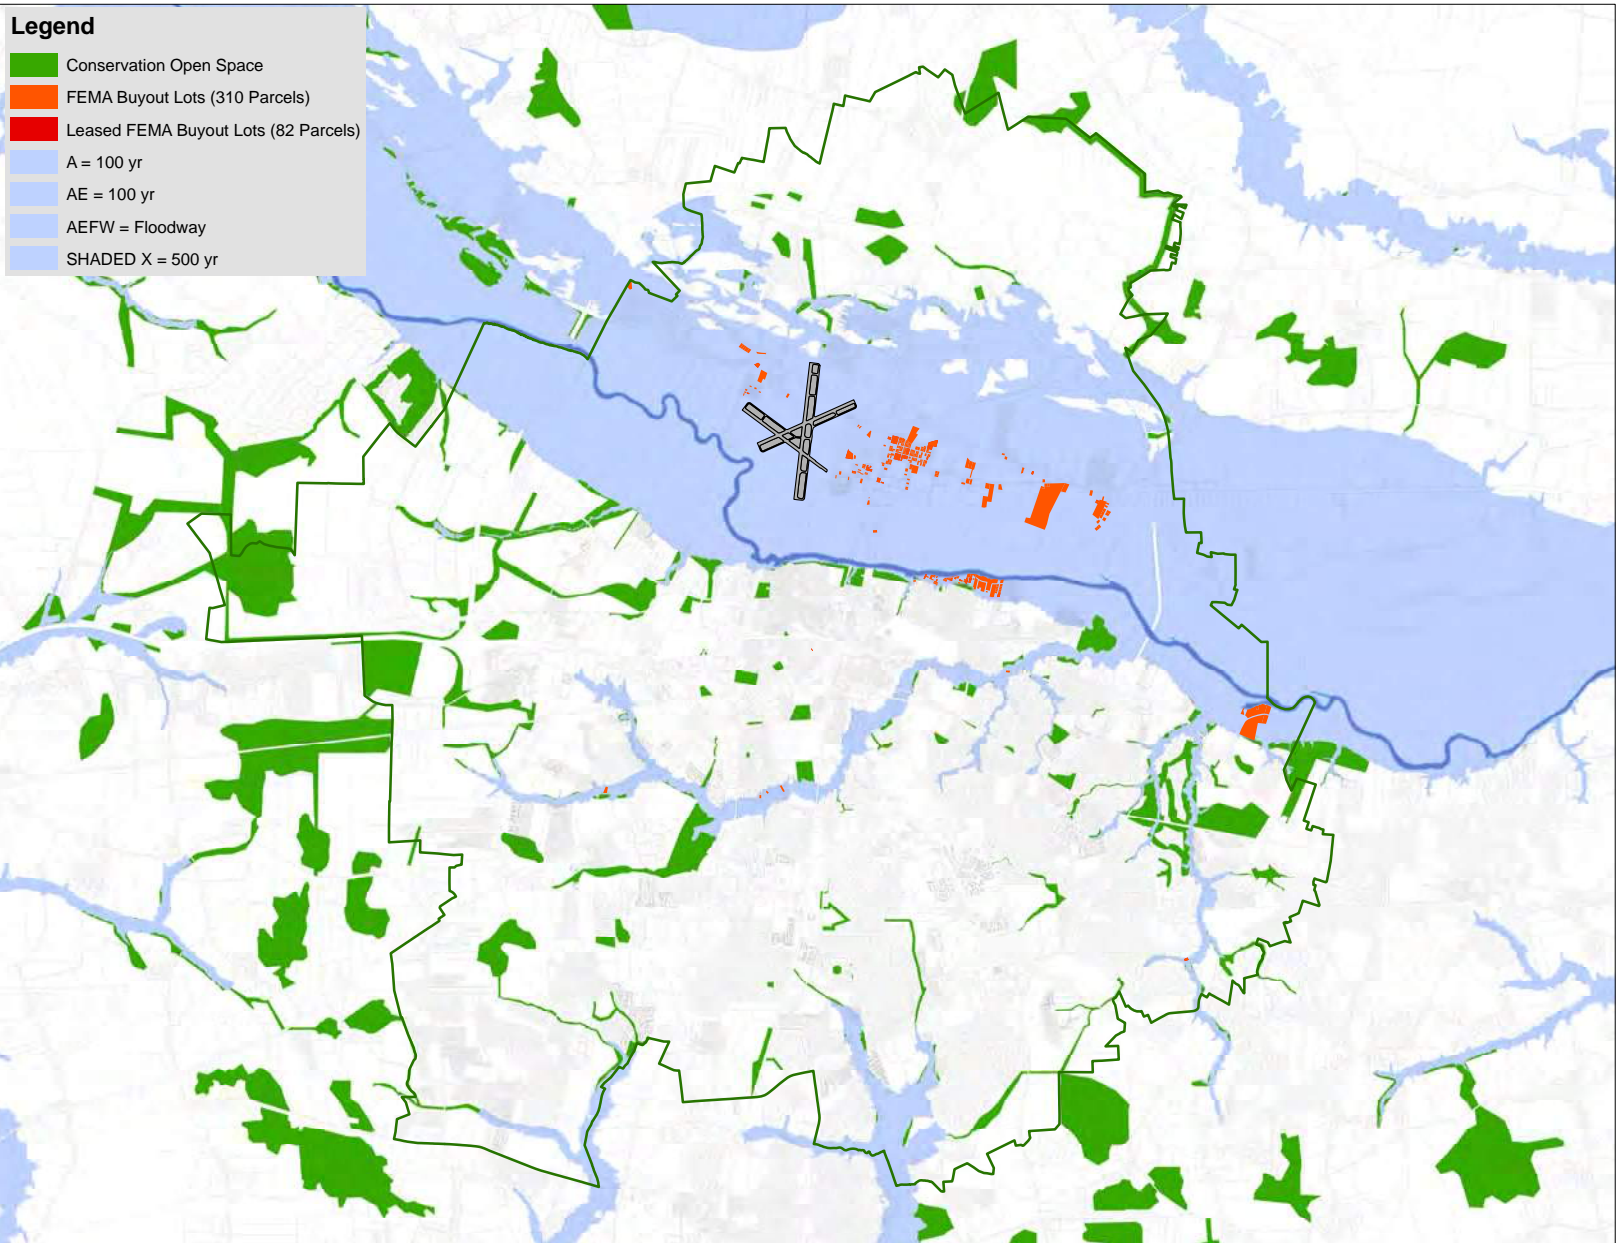 Legend
Conservation Open Space
FEMA Buyout Lots (310 Parcels)
Leased FEMA Buyout Lots (82 Parcels)
A = 100 yr
AE = 100 yr
AEFW = Floodway
SHADED X = 500 yr